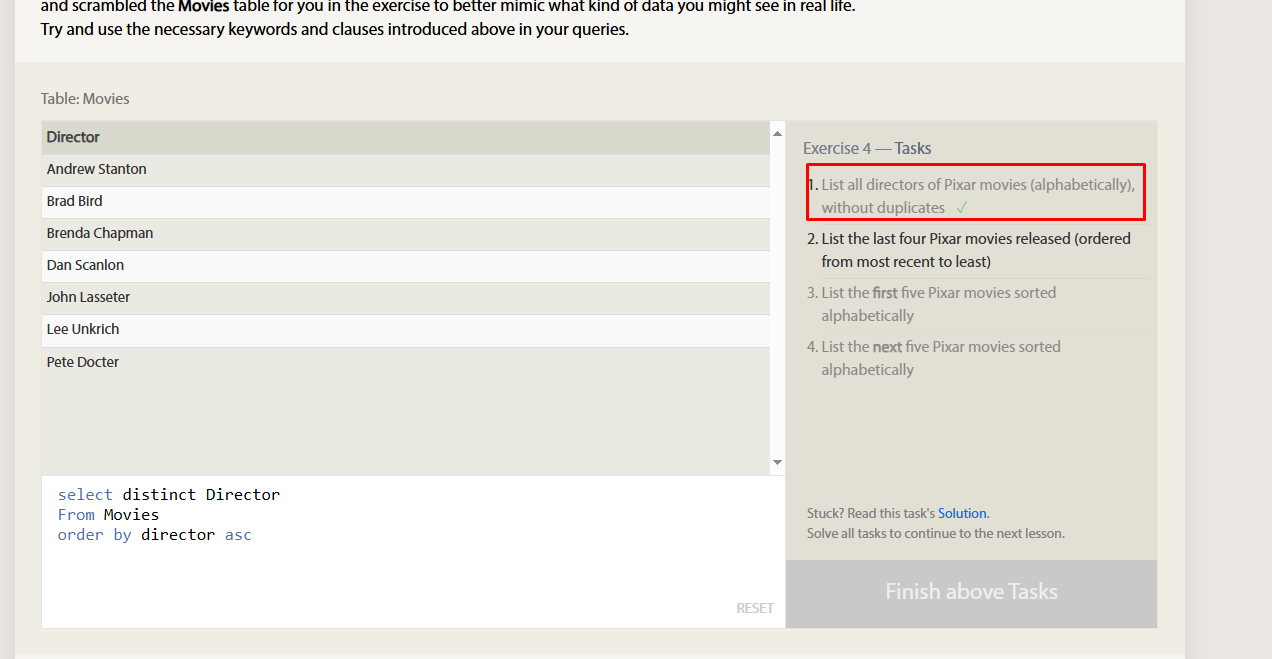 and scrambled the Movies table for you in the exercise to better mimic what kind of data you might see in real life.
Try and use the necessary keywords and clauses introduced above in your queries.
Table: Movies
Director
Andrew Stanton
Brad Bird
Brenda Chapman
Dan Scanlon
John Lasseter
Lee Unkrich
Pete Docter
select distinct Director
From Movies
order by director asc
RESET
Exercise 4 — Tasks
1. List all directors of Pixar movies (alphabetically),
without duplicates ✓
2. List the last four Pixar movies released (ordered
from most recent to least)
3. List the first five Pixar movies sorted
alphabetically
4. List the next five Pixar movies sorted
alphabetically
Stuck? Read this task's Solution.
Solve all tasks to continue to the next lesson.
Finish above Tasks